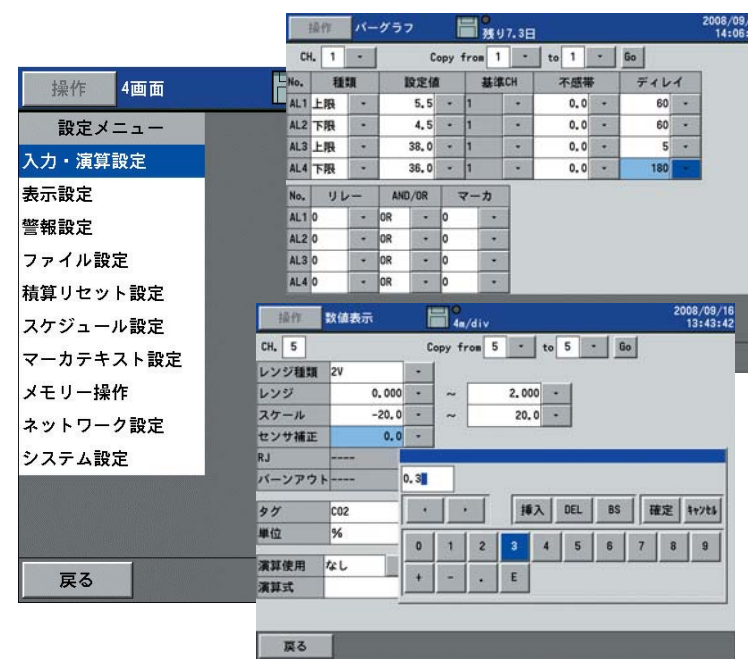 操作 4画面
設定メニュー
入力・演算設定
表示設定
警報設定
ファイル設定
積算リセット設定
スケジュール設定
マーカテキスト設定
メモリー操作
ネットワーク設定
システム設定
戻る
操作 バーグラフ 残り7.3日 2008/09/
14:06:
CH. 1 Copy from 1 to 1 Go
No. 種類 設定値 基準CH 不感帯 ディレイ
AL1 上限 5.5 1 0.0 60
AL2 下限 4.5 1 0.0 60
AL3 上限 38.0 1 0.0 5
AL4 下限 36.0 1 0.0 180
No. リレー AND/OR マーカ
AL1 0 OR 0
AL2 0 OR 0
AL3 0 OR 0
AL4 0 OR 0
操作 数値表示 4m/div 2008/09/16
13:43:42
CH. 5 Copy from 5 to 5 Go
レンジ種類 2V
レンジ 0.000 ~ 2.000
スケール -20.0 ~ 20.0
センサ補正 0.0
RJ ----
バーンアウト ----
タグ CO2
単位 %
演算使用 なし
演算式
0.3
挿入 DEL BS 確定 キャンセル
0 1 2 3 4 5 6 7 8 9
+ - . E
戻る